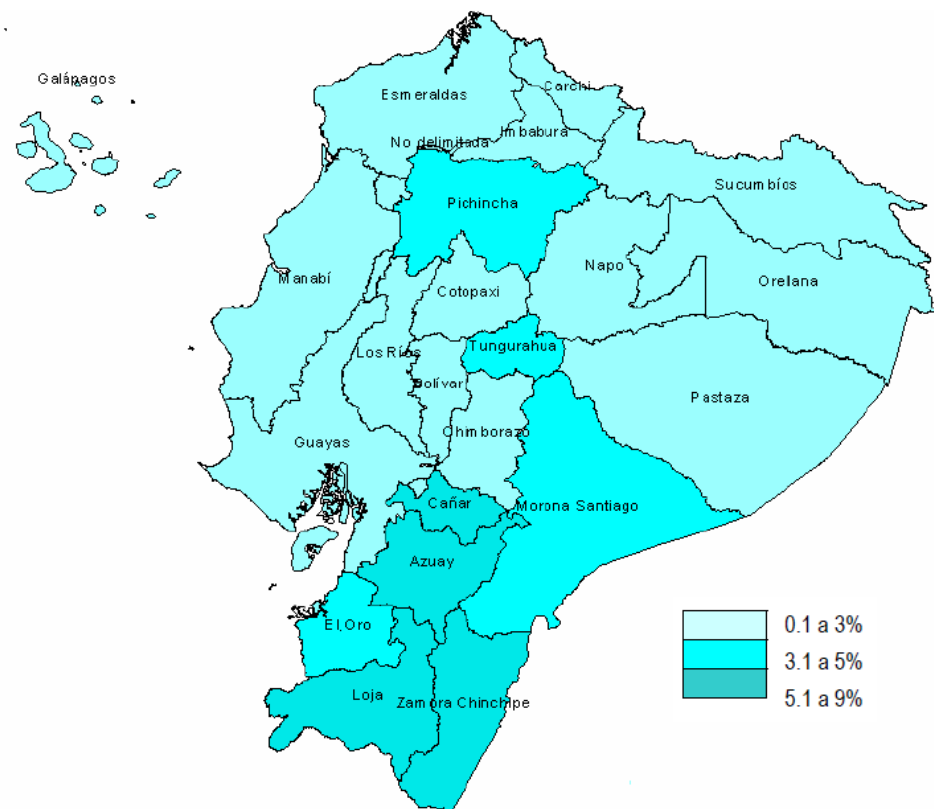 Galápagos
Carchi
Esmeraldas
Imbabura
No delimitada
Sucumbíos
Pichincha
Napo
Manabí
Orelana
Cotopaxi
Tungurahua
Los Ríos
Bolívar
Pastaza
Chimborazo
Guayas
Cañar
Morona Santiago
Azuay
El Oro
Loja
Zamora Chinchipe
0.1 a 3%
3.1 a 5%
5.1 a 9%